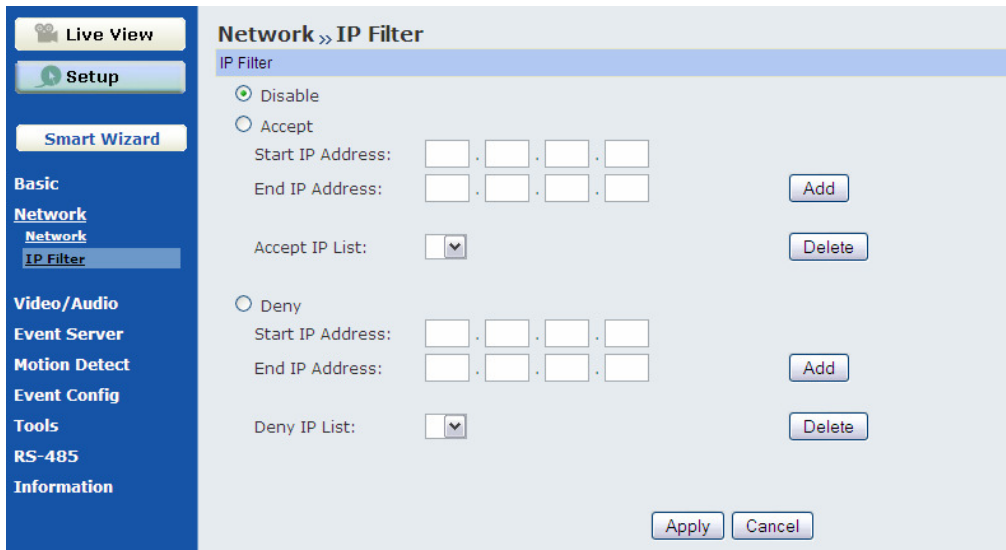 Live View
Setup
Smart Wizard
Basic
Network
Network
IP Filter
Video/Audio
Event Server
Motion Detect
Event Config
Tools
RS-485
Information
Network » IP Filter
IP Filter
Disable
Accept
Start IP Address: . . .
End IP Address: . . . Add
Accept IP List: Delete
Deny
Start IP Address: . . .
End IP Address: . . . Add
Deny IP List: Delete
Apply Cancel